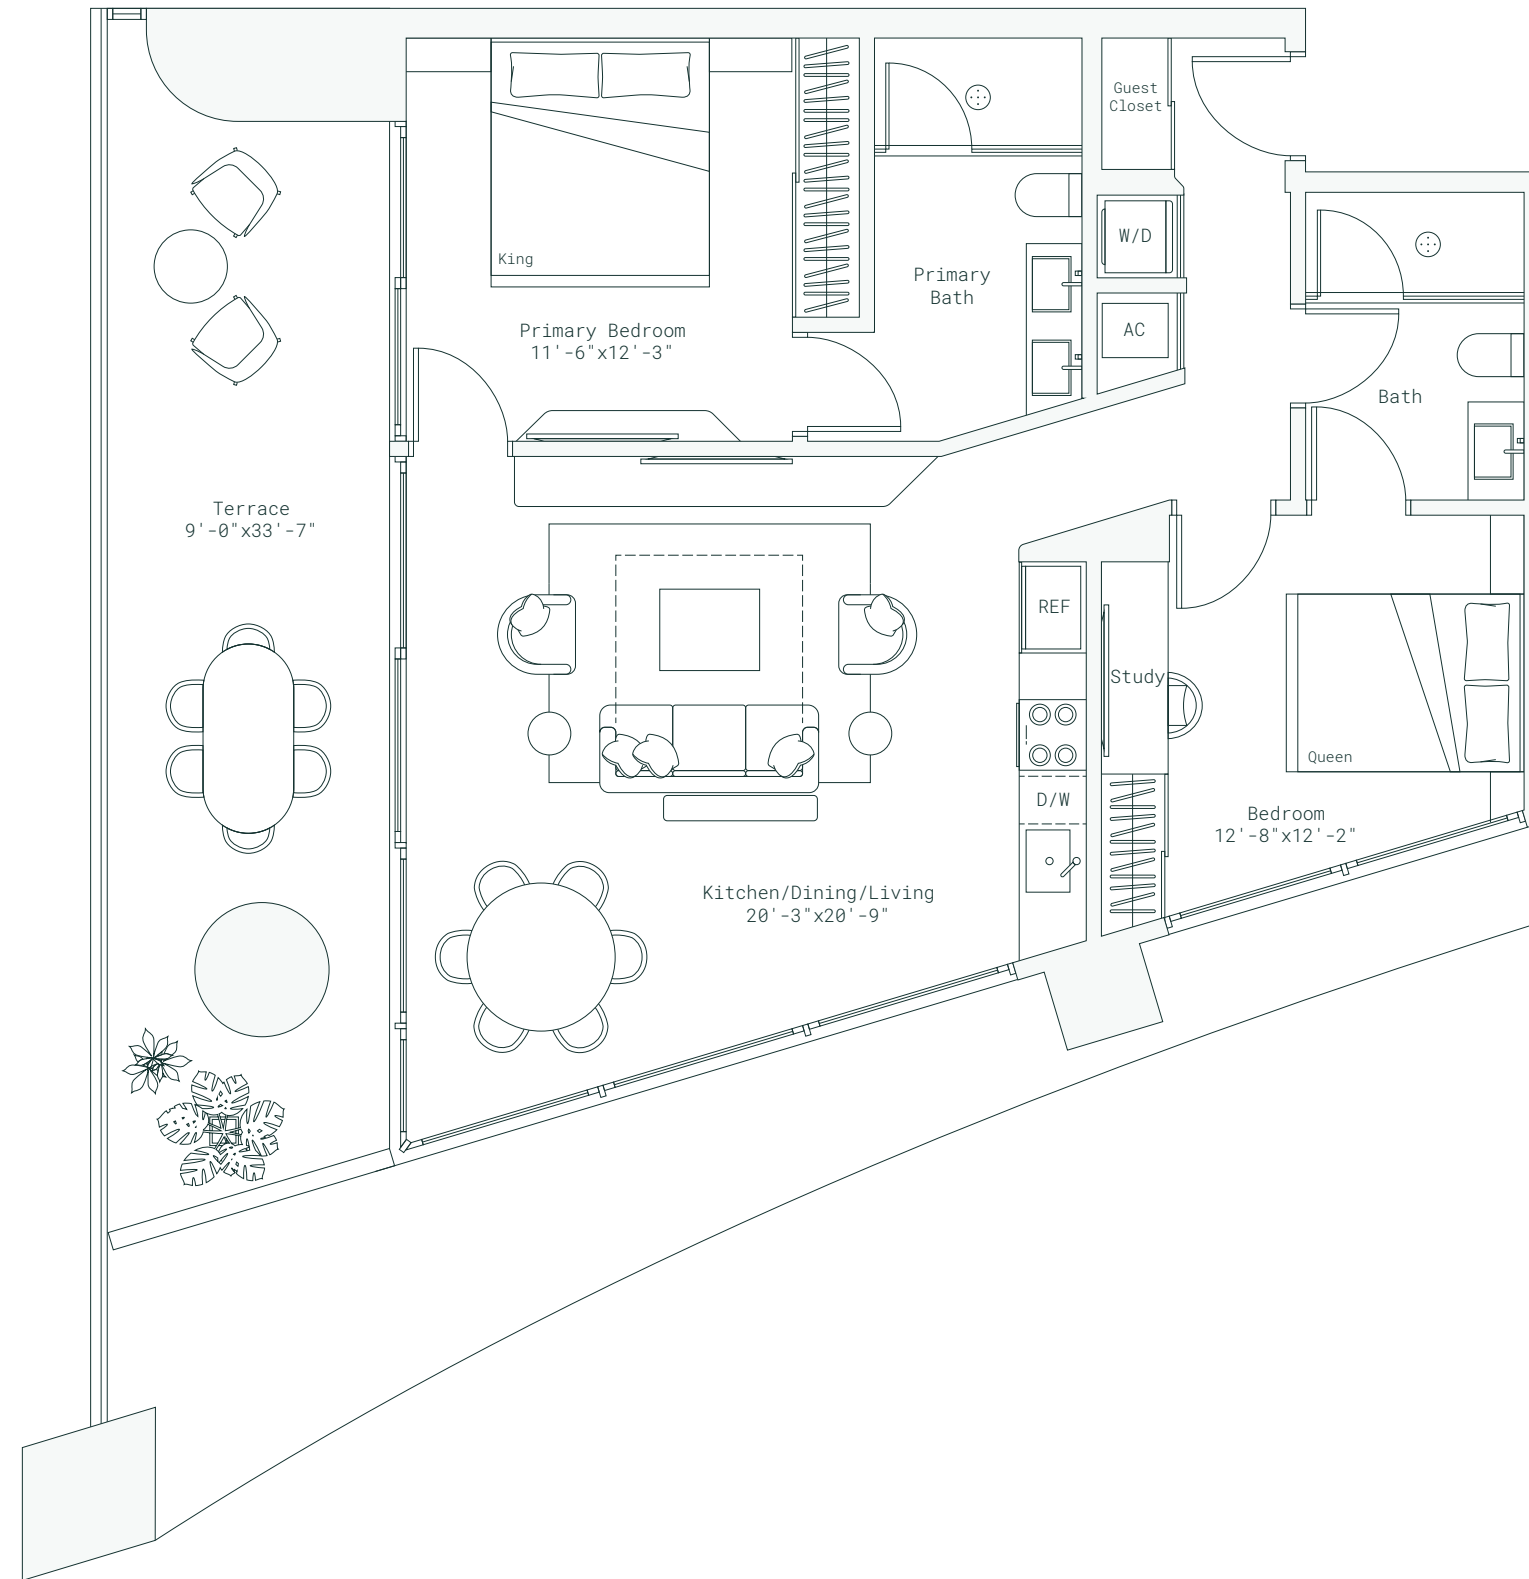 Guest
Closet
W/D
King
Primary
Bath
Primary Bedroom
11'-6"x12'-3"
AC
Bath
Terrace
9'-0"x33'-7"
REF
Study
Queen
D/W
Bedroom
12'-8"x12'-2"
Kitchen/Dining/Living
20'-3"x20'-9"